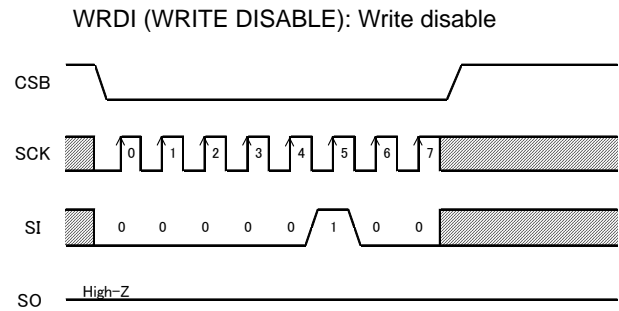 WRDI (WRITE DISABLE): Write disable
CSB
SCK 0 1 2 3 4 5 6 7
SI 0 0 0 0 0 1 0 0
SO High-Z